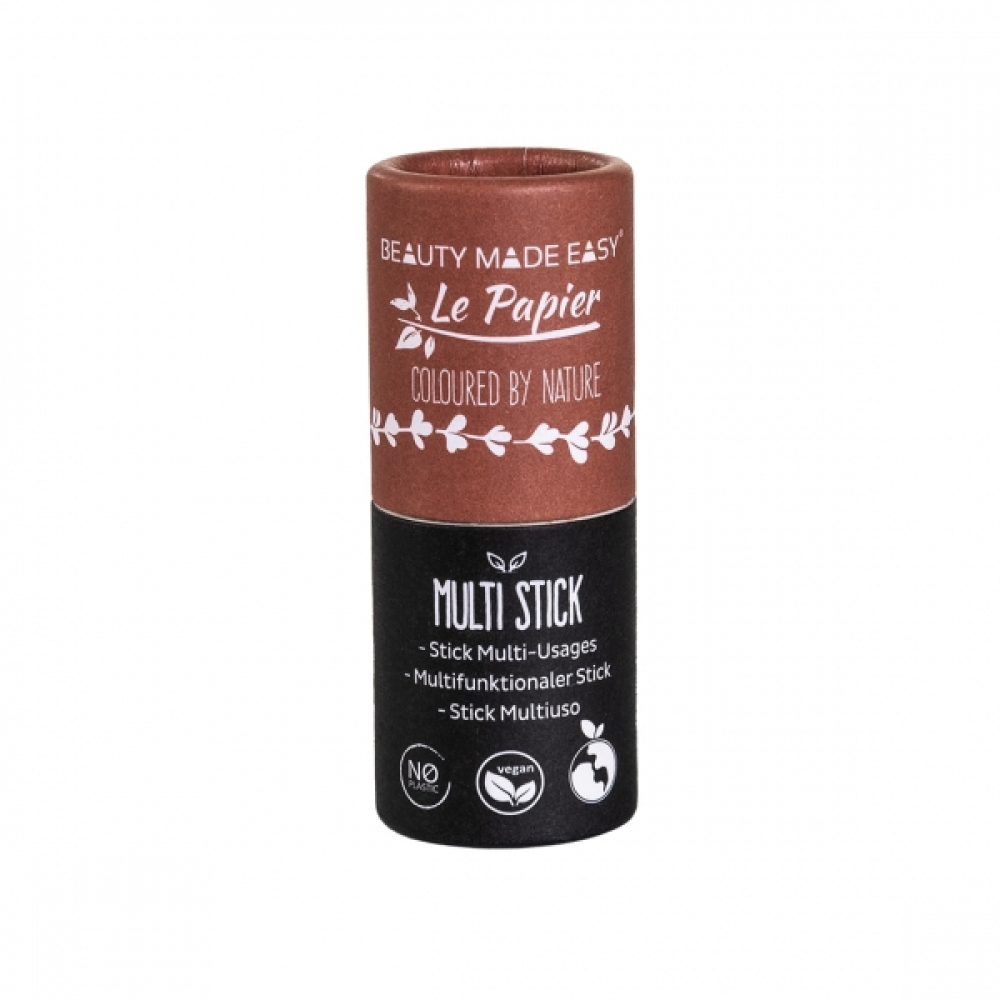 BEAUTY MADE EASY®
Le Papier
COLOURED BY NATURE
MULTI STICK
- Stick Multi-Usages
- Multifunktionaler Stick
- Stick Multiuso
NØ
PLASTIC
vegan